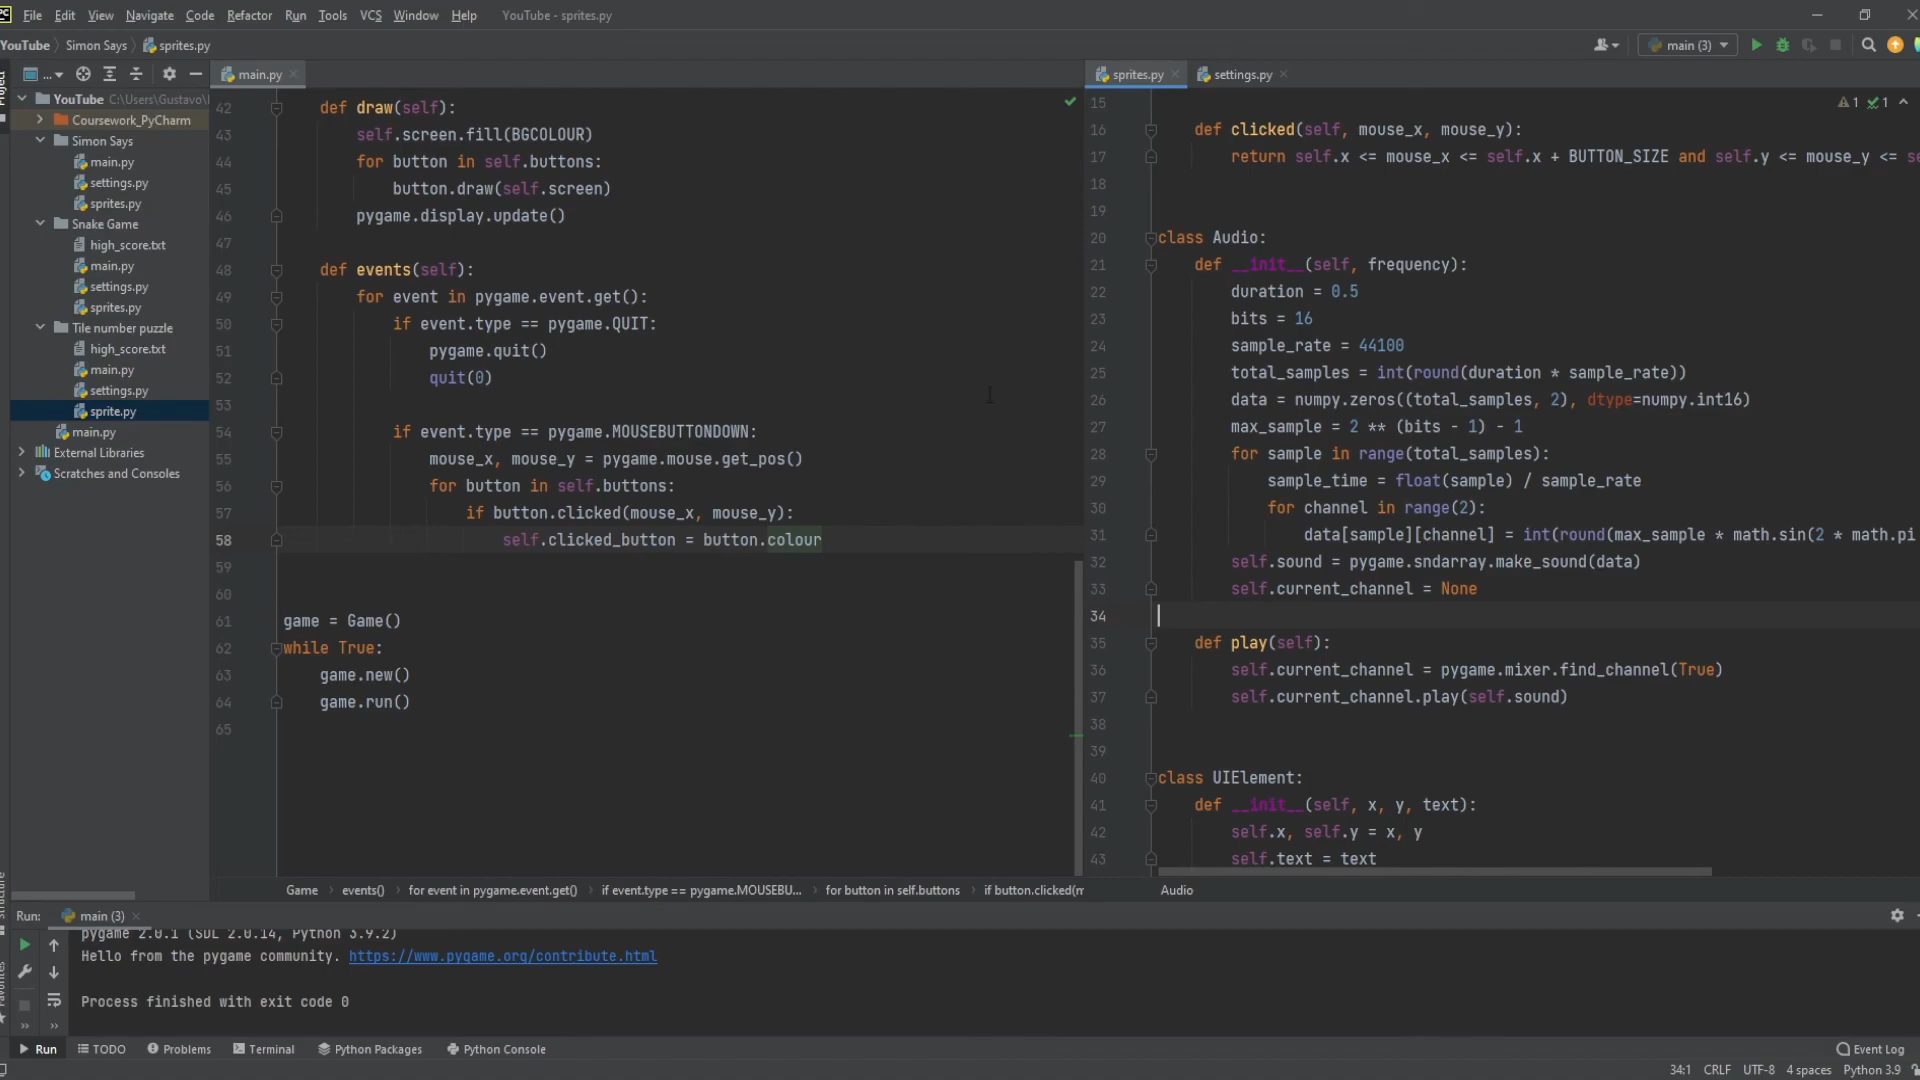 PC File Edit View Navigate Code Refactor Run Tools VCS Window Help YouTube - sprites.py
YouTube Simon Says sprites.py main (3)
Project
... main.py sprites.py settings.py
YouTube C:\Users\Gustavo\
Coursework_PyCharm
Simon Says
main.py
settings.py
sprites.py
Snake Game
high_score.txt
main.py
settings.py
sprites.py
Tile number puzzle
high_score.txt
main.py
settings.py
sprite.py
main.py
External Libraries
Scratches and Consoles
42 def draw(self):
43 self.screen.fill(BGCOLOUR)
44 for button in self.buttons:
45 button.draw(self.screen)
46 pygame.display.update()
47
48 def events(self):
49 for event in pygame.event.get():
50 if event.type == pygame.QUIT:
51 pygame.quit()
52 quit(0)
53
54 if event.type == pygame.MOUSEBUTTONDOWN:
55 mouse_x, mouse_y = pygame.mouse.get_pos()
56 for button in self.buttons:
57 if button.clicked(mouse_x, mouse_y):
58 self.clicked_button = button.colour
59
60
61 game = Game()
62 while True:
63 game.new()
64 game.run()
65
Game events() for event in pygame.event.get() if event.type == pygame.MOUSEBU... for button in self.buttons if button.clicked(m
1 1
15
16 def clicked(self, mouse_x, mouse_y):
17 return self.x <= mouse_x <= self.x + BUTTON_SIZE and self.y <= mouse_y <= s
18
19
20 class Audio:
21 def __init__(self, frequency):
22 duration = 0.5
23 bits = 16
24 sample_rate = 44100
25 total_samples = int(round(duration * sample_rate))
26 data = numpy.zeros((total_samples, 2), dtype=numpy.int16)
27 max_sample = 2 ** (bits - 1) - 1
28 for sample in range(total_samples):
29 sample_time = float(sample) / sample_rate
30 for channel in range(2):
31 data[sample][channel] = int(round(max_sample * math.sin(2 * math.pi
32 self.sound = pygame.sndarray.make_sound(data)
33 self.current_channel = None
34
35 def play(self):
36 self.current_channel = pygame.mixer.find_channel(True)
37 self.current_channel.play(self.sound)
38
39
40 class UIElement:
41 def __init__(self, x, y, text):
42 self.x, self.y = x, y
43 self.text = text
Audio
Run: main (3)
pygame 2.0.1 (SDL 2.0.14, Python 3.9.2)
Hello from the pygame community. https://www.pygame.org/contribute.html
Process finished with exit code 0
Run TODO Problems Terminal Python Packages Python Console Event Log
34:1 CRLF UTF-8 4 spaces Python 3.9